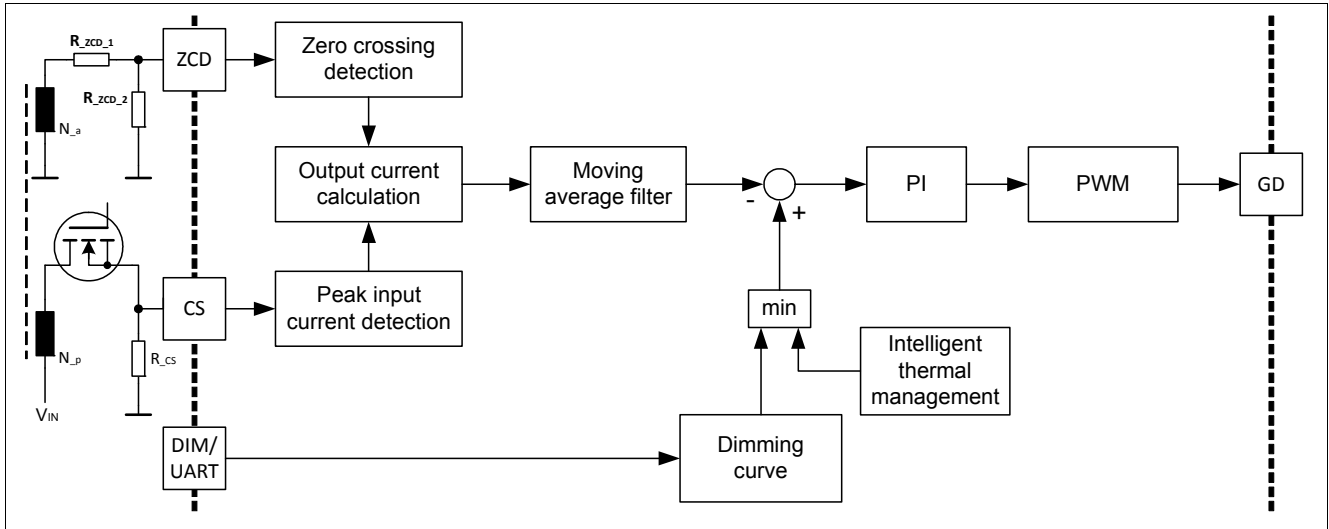 R_ZCD_1
ZCD
Zero crossing
detection
R_ZCD_2
N_a
Output current
calculation
Moving
average filter
-
+
PI
PWM
GD
CS
Peak input
current detection
min
N_p
R_CS
Intelligent
thermal
management
VIN
DIM/
UART
Dimming
curve